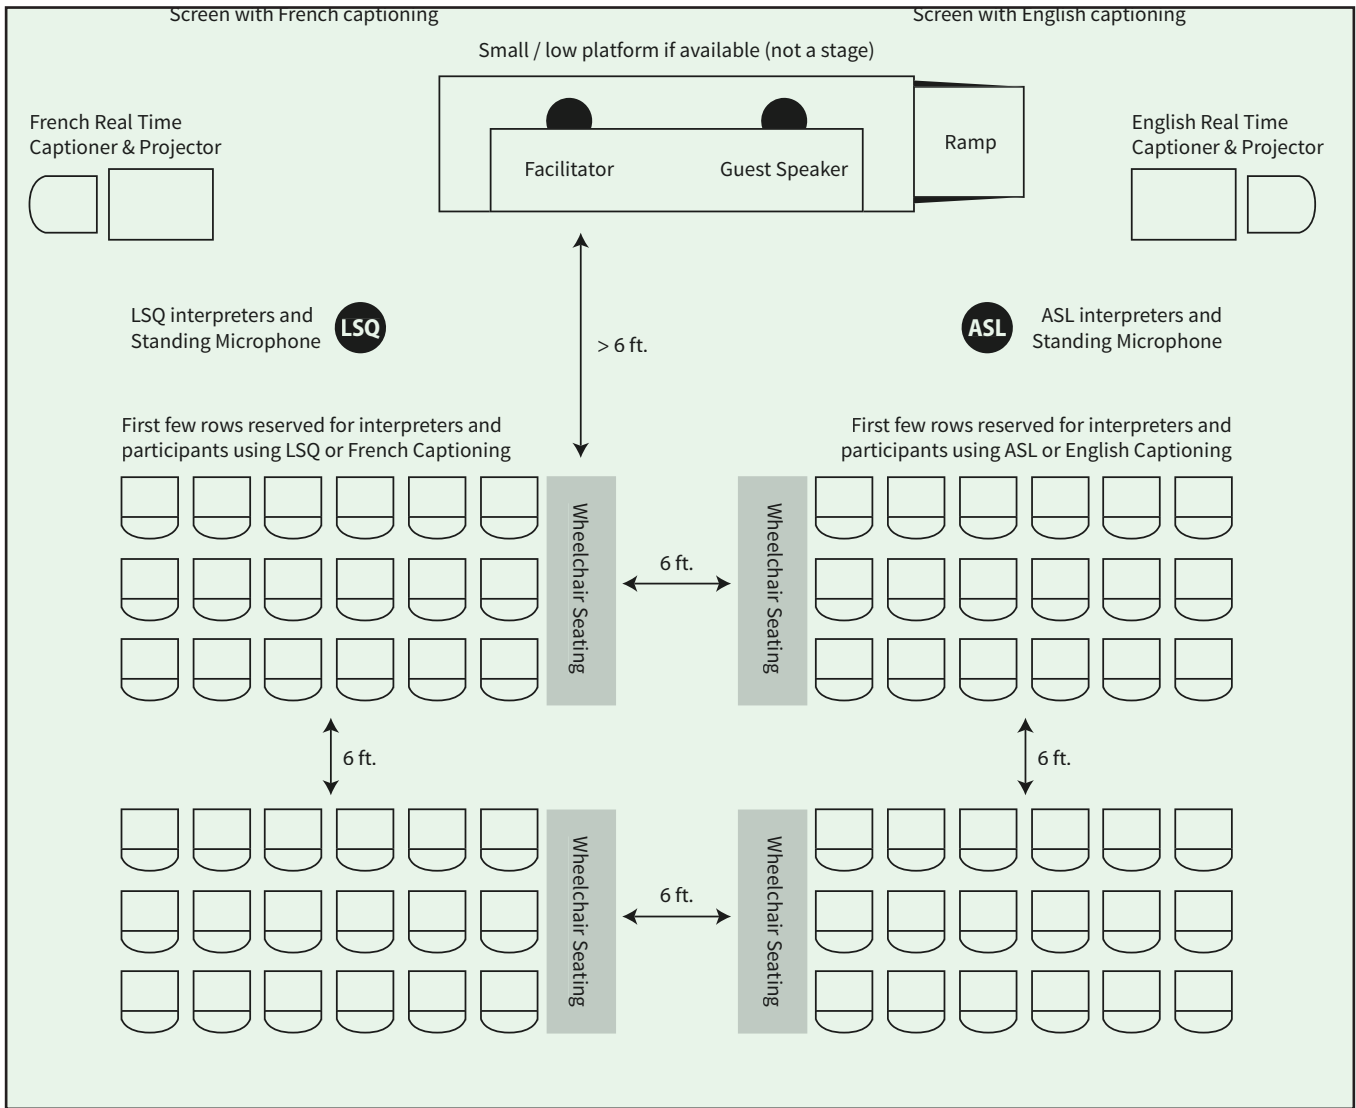 Screen with French captioning
Screen with English captioning
Small / low platform if available (not a stage)
French Real Time
Captioner & Projector
Facilitator
Guest Speaker
Ramp
English Real Time
Captioner & Projector
LSQ interpreters and
Standing Microphone
LSQ
> 6 ft.
ASL
ASL interpreters and
Standing Microphone
First few rows reserved for interpreters and
participants using LSQ or French Captioning
First few rows reserved for interpreters and
participants using ASL or English Captioning
Wheelchair Seating
6 ft.
Wheelchair Seating
6 ft.
6 ft.
Wheelchair Seating
6 ft.
Wheelchair Seating